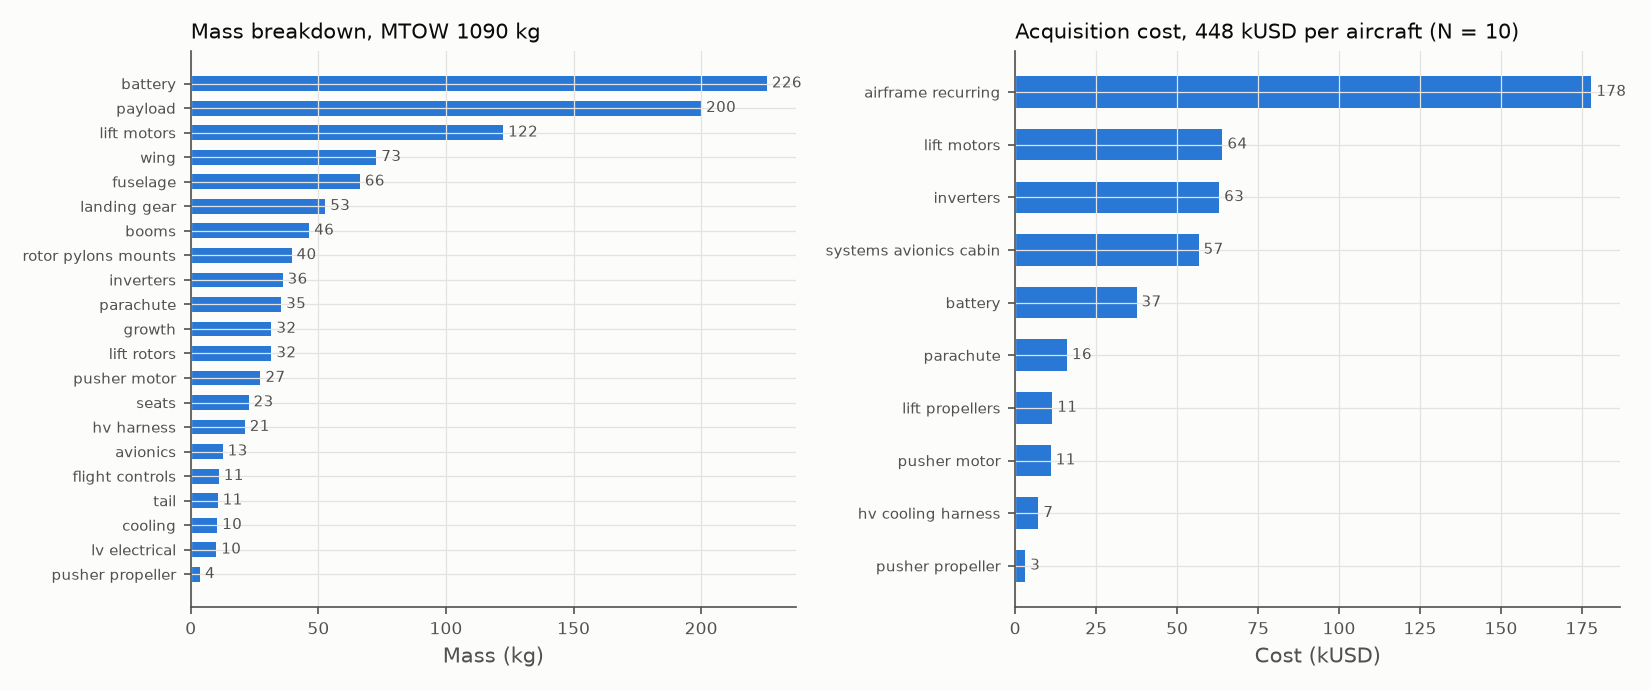 Mass breakdown, MTOW 1090 kg
battery 226
payload 200
lift motors 122
wing 73
fuselage 66
landing gear 53
booms 46
rotor pylons mounts 40
inverters 36
parachute 35
growth 32
lift rotors 32
pusher motor 27
seats 23
hv harness 21
avionics 13
flight controls 11
tail 11
cooling 10
lv electrical 10
pusher propeller 4
0 50 100 150 200
Mass (kg)
Acquisition cost, 448 kUSD per aircraft (N = 10)
airframe recurring 178
lift motors 64
inverters 63
systems avionics cabin 57
battery 37
parachute 16
lift propellers 11
pusher motor 11
hv cooling harness 7
pusher propeller 3
0 25 50 75 100 125 150 175
Cost (kUSD)